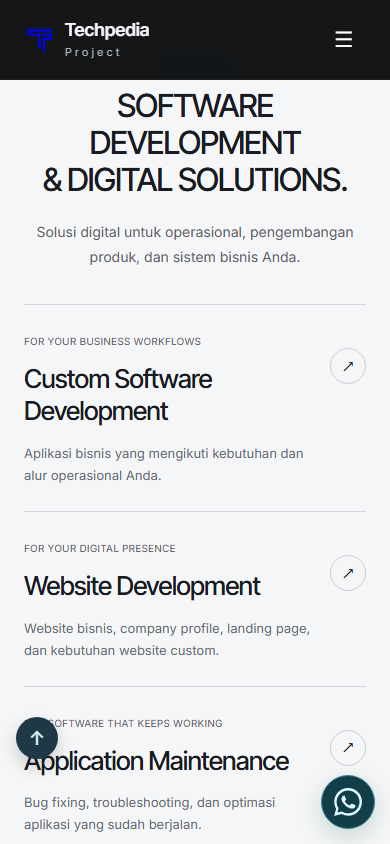 Techpedia
Project
SOFTWARE
DEVELOPMENT
& DIGITAL SOLUTIONS.
Solusi digital untuk operasional, pengembangan
produk, dan sistem bisnis Anda.
FOR YOUR BUSINESS WORKFLOWS
Custom Software
Development
Aplikasi bisnis yang mengikuti kebutuhan dan
alur operasional Anda.
FOR YOUR DIGITAL PRESENCE
Website Development
Website bisnis, company profile, landing page,
dan kebutuhan website custom.
SOFTWARE THAT KEEPS WORKING
Application Maintenance
Bug fixing, troubleshooting, dan optimasi
aplikasi yang sudah berjalan.